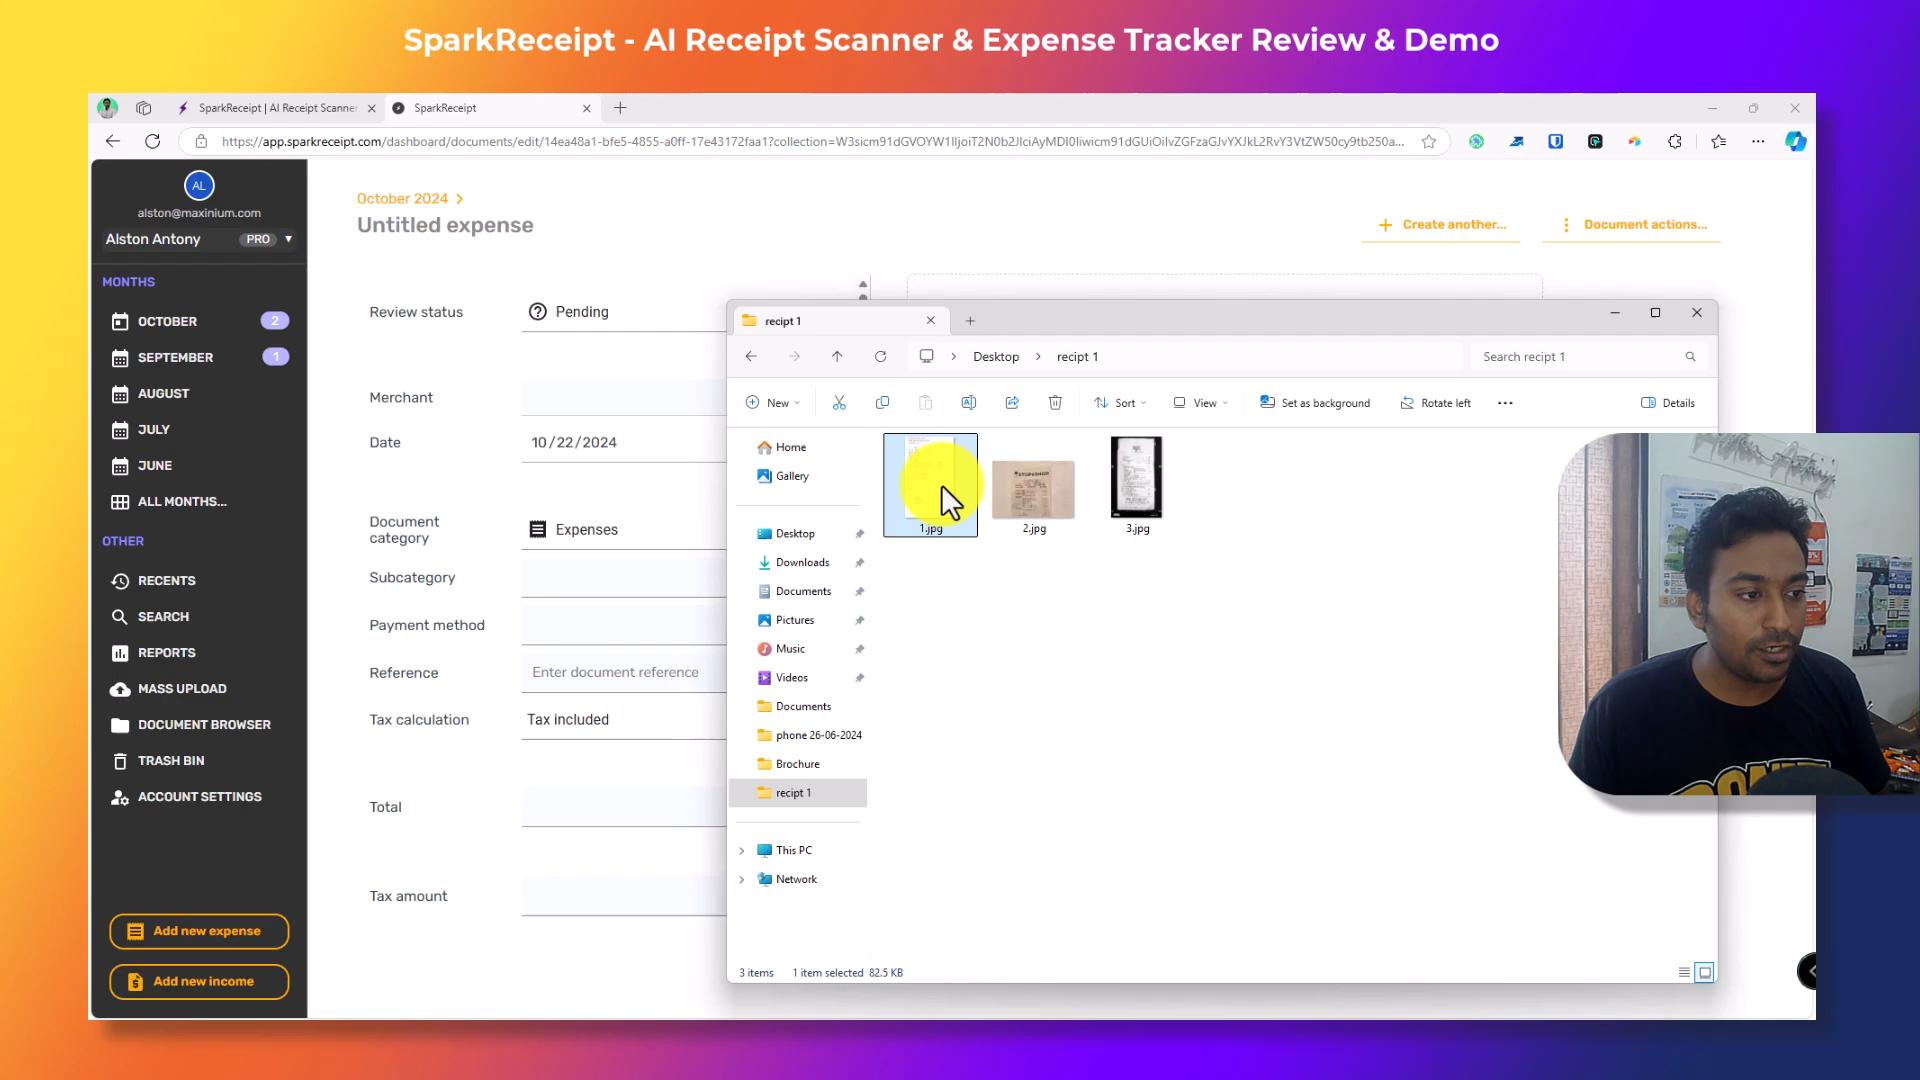 SparkReceipt - AI Receipt Scanner & Expense Tracker Review & Demo
SparkReceipt | AI Receipt Scanner
SparkReceipt
https://app.sparkreceipt.com/dashboard/documents/edit/14ea48a1-bfe5-4855-a0ff-17e43172faa1?collection=W3sicm91dGVOYW1lIjoiT2N0b2JlciAyMDI0Iiwicm91dGUiOiIvZGFzaGJvYXJkL2RvY3VtZW50cy9tb250a...
AL
alston@maxinium.com
Alston Antony PRO
MONTHS
OCTOBER 2
SEPTEMBER 1
AUGUST
JULY
JUNE
ALL MONTHS...
OTHER
RECENTS
SEARCH
REPORTS
MASS UPLOAD
DOCUMENT BROWSER
TRASH BIN
ACCOUNT SETTINGS
Add new expense
Add new income
October 2024
Untitled expense
Create another...
Document actions...
Review status
Pending
Merchant
Date
10/22/2024
Document category
Expenses
Subcategory
Payment method
Reference
Enter document reference
Tax calculation
Tax included
Total
Tax amount
recipt 1
Desktop
recipt 1
Search recipt 1
New
Sort
View
Set as background
Rotate left
Details
Home
Gallery
Desktop
Downloads
Documents
Pictures
Music
Videos
Documents
phone 26-06-2024
Brochure
recipt 1
This PC
Network
STOP&SHOP
1.jpg
2.jpg
3.jpg
3 items
1 item selected 82.5 KB